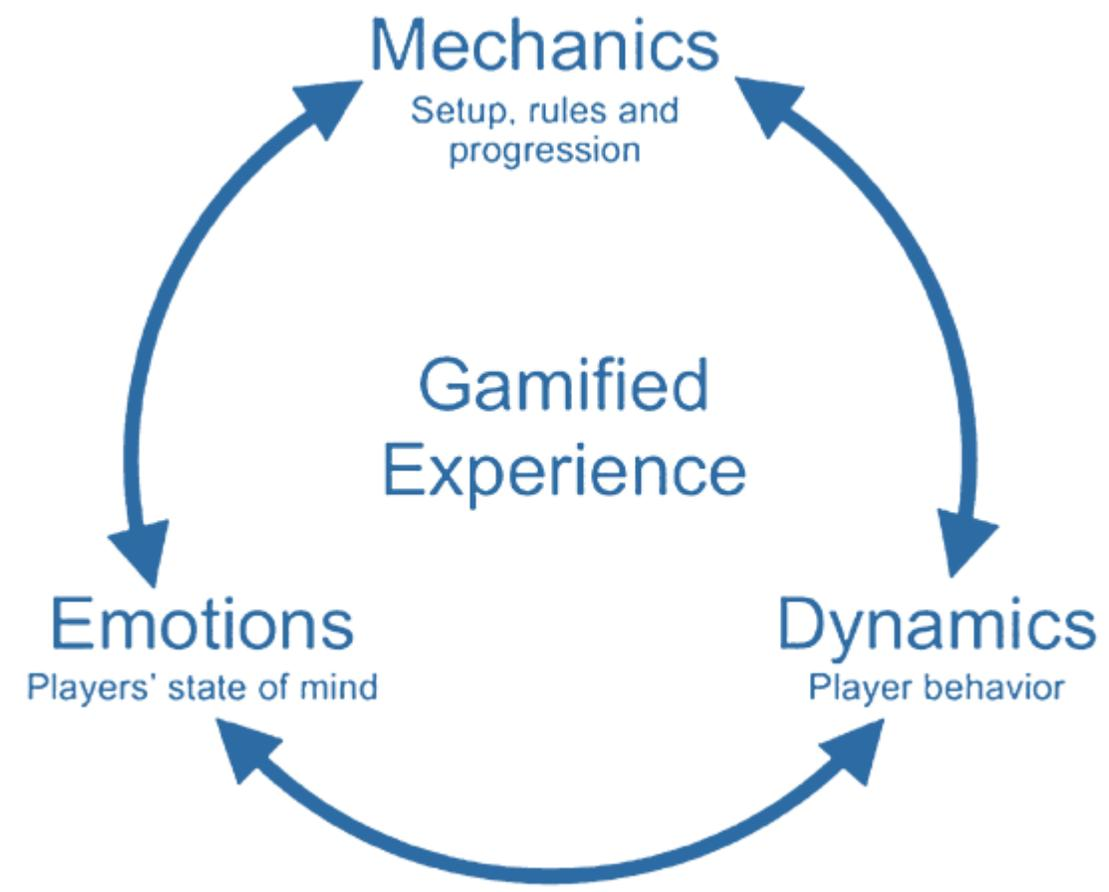 Mechanics
Setup, rules and
progression
Gamified
Experience
Emotions
Players' state of mind
Dynamics
Player behavior